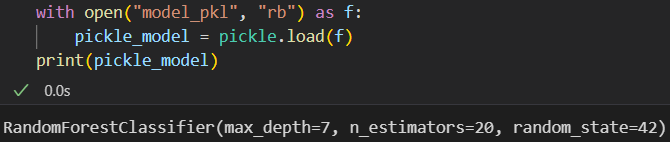 with open("model_pkl", "rb") as f:
    pickle_model = pickle.load(f)
print(pickle_model)
0.0s
RandomForestClassifier(max_depth=7, n_estimators=20, random_state=42)